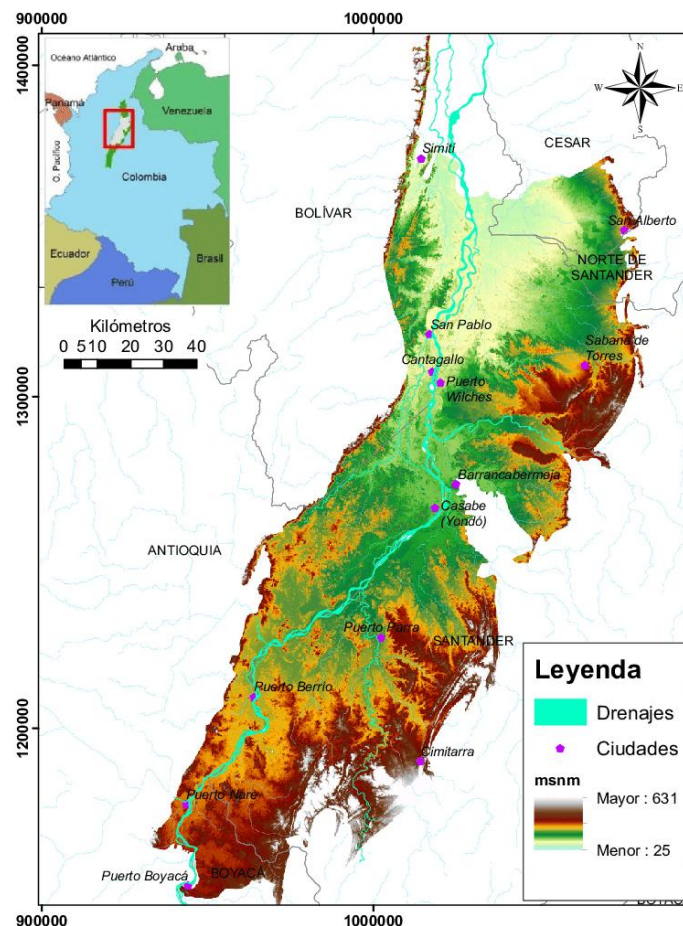 900000
1000000
1400000
1300000
1200000
Océano Atlántico
Aruba
Panamá
Venezuela
O. Pacífico
Colombia
Ecuador
Perú
Brasil
Kilómetros
0 5 10 20 30 40
N
W
E
S
CESAR
Simití
BOLÍVAR
San Alberto
NORTE DE
SANTANDER
San Pablo
Sabana de
Torres
Cantagallo
Puerto
Wilches
Barrancabermeja
Casabe
(Yondó)
ANTIOQUIA
Puerto Parra
SANTANDER
Puerto Berrío
Cimitarra
Puerto Nare
Puerto Boyacá
BOYACÁ
Leyenda
Drenajes
Ciudades
msnm
Mayor : 631
Menor : 25
900000
1000000